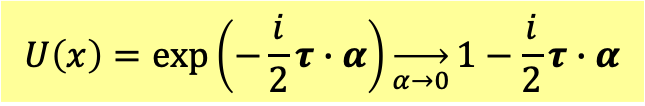 U(x) = exp(−i/2 𝝉 ⋅ 𝜶) ⟶_{α→0} 1 − i/2 𝝉 ⋅ 𝜶